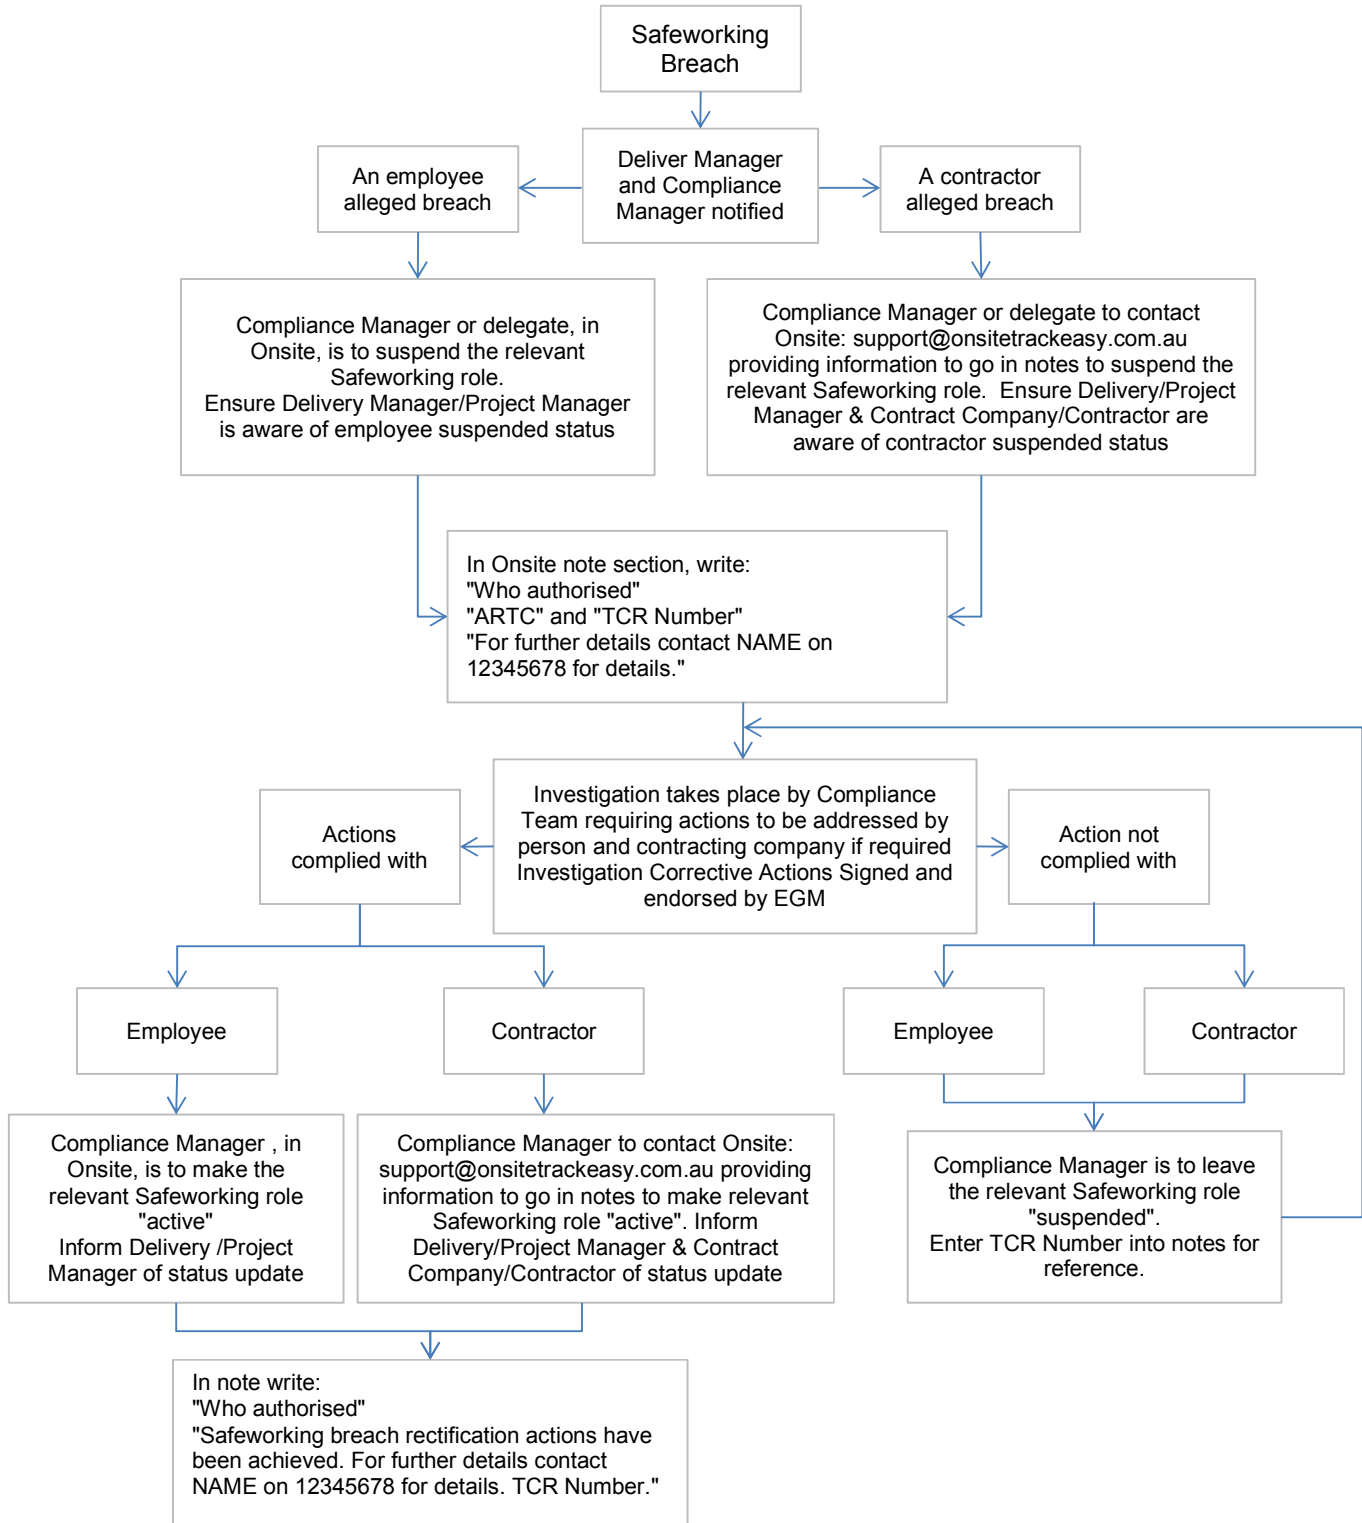 Safeworking
Breach
Deliver Manager
and Compliance
Manager notified
An employee
alleged breach
A contractor
alleged breach
Compliance Manager or delegate, in
Onsite, is to suspend the relevant
Safeworking role.
Ensure Delivery Manager/Project Manager
is aware of employee suspended status
Compliance Manager or delegate to contact
Onsite: support@onsitetrackeasy.com.au
providing information to go in notes to suspend the
relevant Safeworking role.  Ensure Delivery/Project
Manager & Contract Company/Contractor are
aware of contractor suspended status
In Onsite note section, write:
"Who authorised"
"ARTC" and "TCR Number"
"For further details contact NAME on
12345678 for details."
Investigation takes place by Compliance
Team requiring actions to be addressed by
person and contracting company if required
Investigation Corrective Actions Signed and
endorsed by EGM
Actions
complied with
Action not
complied with
Employee
Contractor
Employee
Contractor
Compliance Manager , in
Onsite, is to make the
relevant Safeworking role
"active"
Inform Delivery /Project
Manager of status update
Compliance Manager to contact Onsite:
support@onsitetrackeasy.com.au providing
information to go in notes to make relevant
Safeworking role "active". Inform
Delivery/Project Manager & Contract
Company/Contractor of status update
Compliance Manager is to leave
the relevant Safeworking role
"suspended".
Enter TCR Number into notes for
reference.
In note write:
"Who authorised"
"Safeworking breach rectification actions have
been achieved. For further details contact
NAME on 12345678 for details. TCR Number."